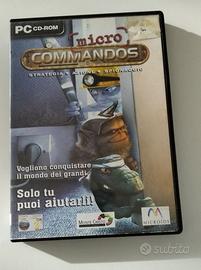 PC CD-ROM
[micro]
COMMANDOS
STRATEGIA • AZIONE • SPIONAGGIO
Vogliono conquistare
il mondo dei grandi.
Solo tu
puoi aiutarli!
MICROIDS
subito